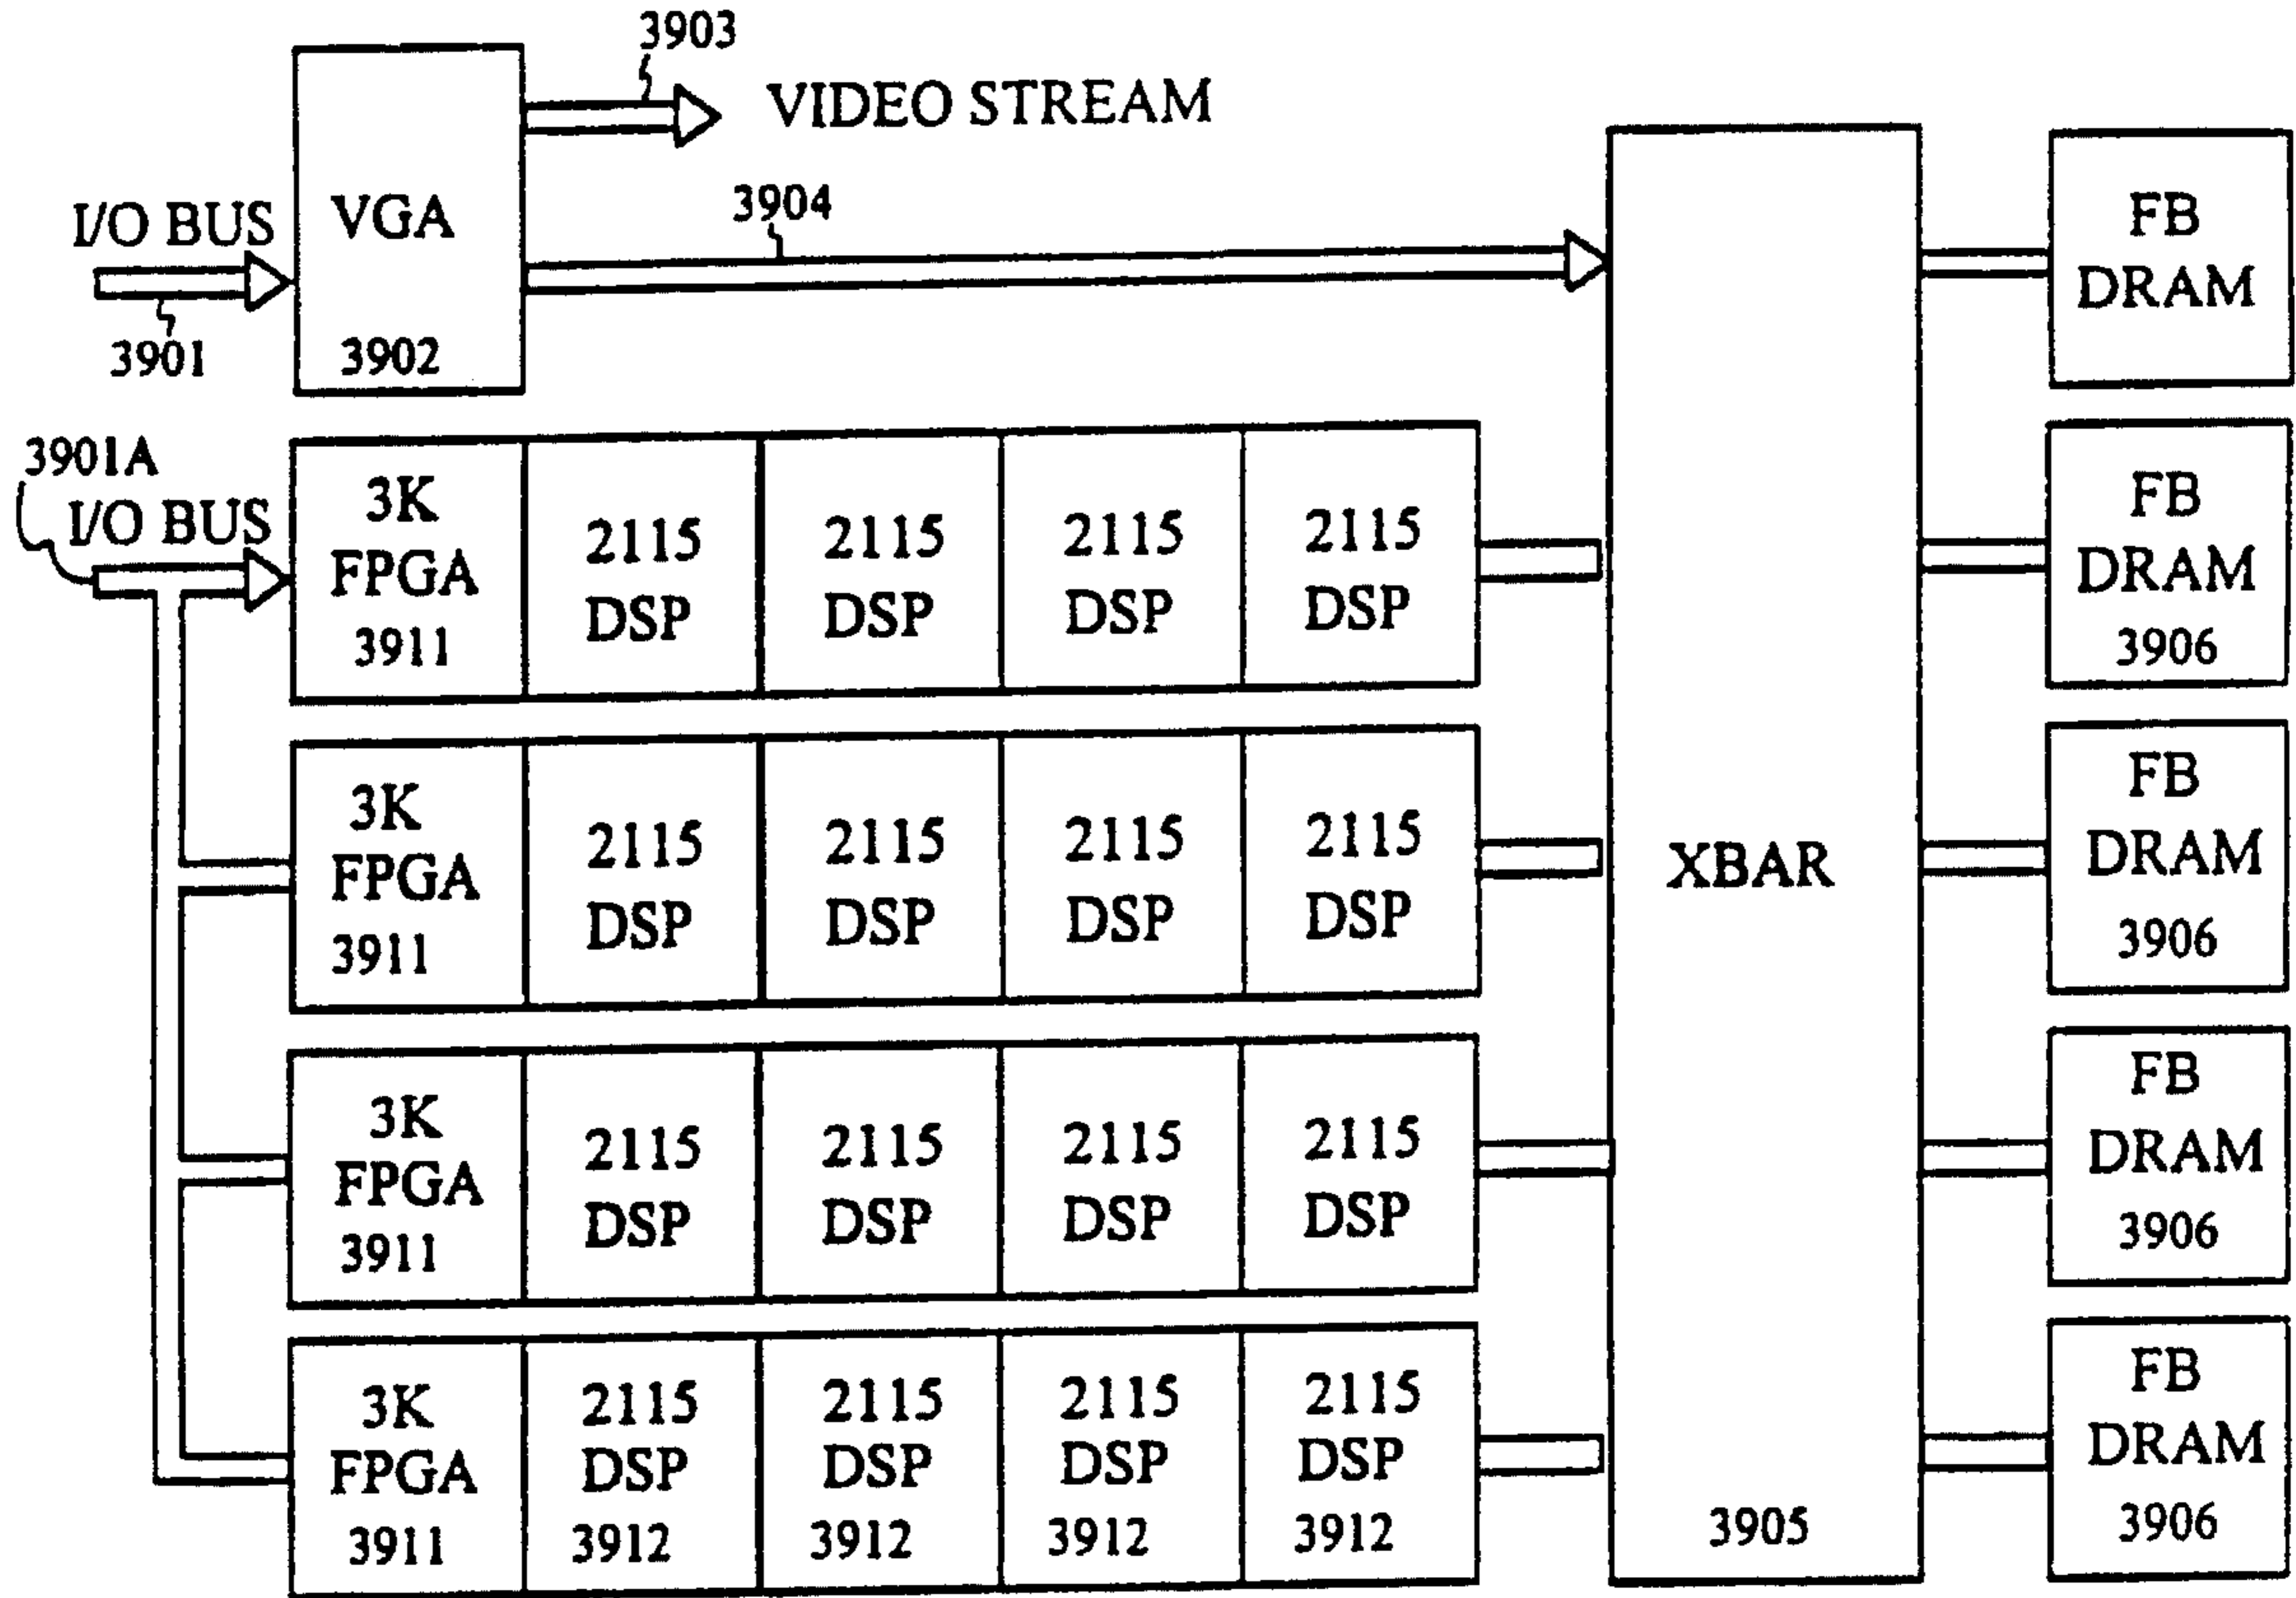 3903
VIDEO STREAM
I/O BUS
VGA
3904
3901
3902
FB
DRAM
3901A
I/O BUS
3K
FPGA
3911
2115
DSP
2115
DSP
2115
DSP
2115
DSP
FB
DRAM
3906
3K
FPGA
3911
2115
DSP
2115
DSP
2115
DSP
2115
DSP
XBAR
FB
DRAM
3906
3K
FPGA
3911
2115
DSP
2115
DSP
2115
DSP
2115
DSP
FB
DRAM
3906
3K
FPGA
3911
2115
DSP
3912
2115
DSP
3912
2115
DSP
3912
2115
DSP
3912
3905
FB
DRAM
3906